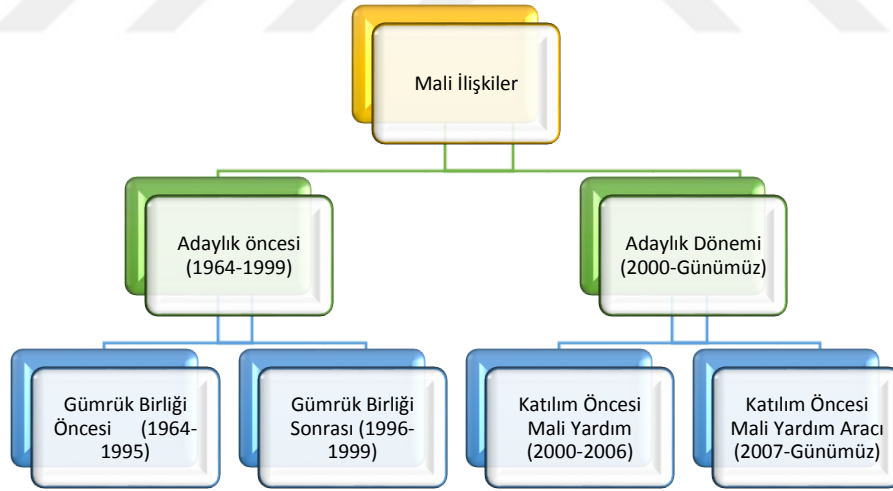 Mali İlişkiler
Adaylık öncesi
(1964-1999)
Adaylık Dönemi
(2000-Günümüz)
Gümrük Birliği
Öncesi (1964-
1995)
Gümrük Birliği
Sonrası (1996-
1999)
Katılım Öncesi
Mali Yardım
(2000-2006)
Katılım Öncesi
Mali Yardım Aracı
(2007-Günümüz)